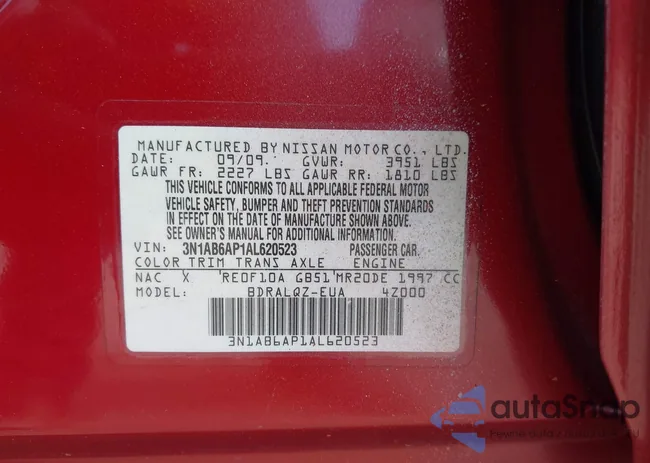 MANUFACTURED BY NISSAN MOTOR CO., LTD.
DATE: 09/09. GVWR: 3951 LBS
GAWR FR: 2227 LBS GAWR RR: 1810 LBS
THIS VEHICLE CONFORMS TO ALL APPLICABLE FEDERAL MOTOR
VEHICLE SAFETY, BUMPER AND THEFT PREVENTION STANDARDS
IN EFFECT ON THE DATE OF MANUFACTURE SHOWN ABOVE.
SEE OWNER'S MANUAL FOR ADDITIONAL INFORMATION.
VIN: 3N1AB6AP1AL620523 PASSENGER CAR.
COLOR TRIM TRANS AXLE ENGINE
NAC X 'RE0F10A GB51'MR20DE 1997 CC
MODEL: BDRALQZ-EUA 4Z000
3N1AB6AP1AL620523
autoSnap